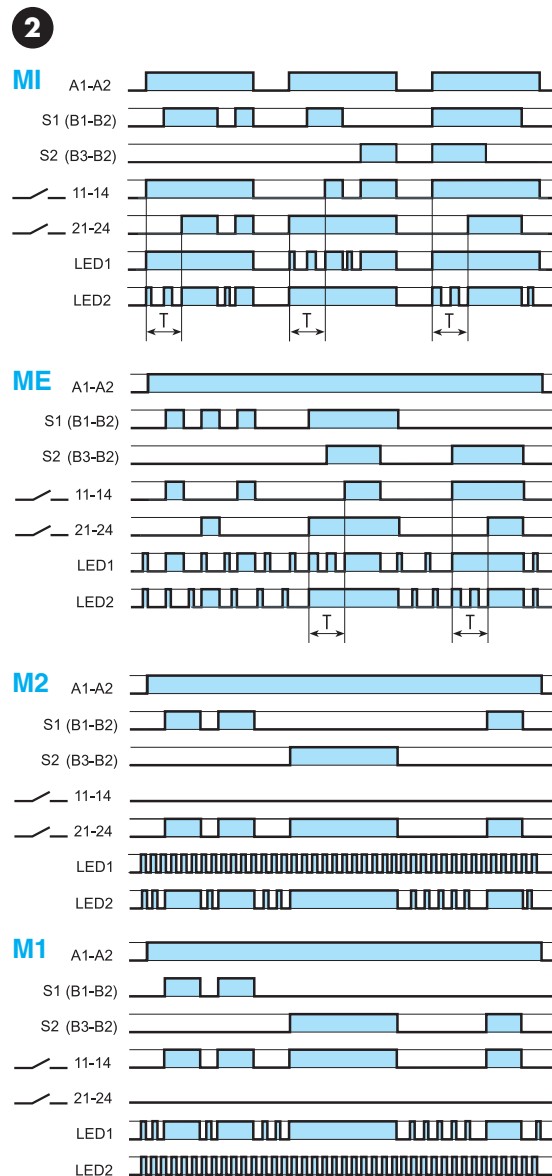 2
MI A1-A2
S1 (B1-B2)
S2 (B3-B2)
11-14
21-24
LED1
LED2
T T T
ME A1-A2
S1 (B1-B2)
S2 (B3-B2)
11-14
21-24
LED1
LED2
T T
M2 A1-A2
S1 (B1-B2)
S2 (B3-B2)
11-14
21-24
LED1
LED2
M1 A1-A2
S1 (B1-B2)
S2 (B3-B2)
11-14
21-24
LED1
LED2